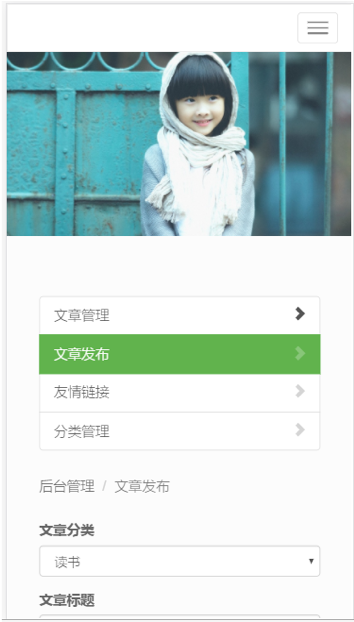 文章管理
文章发布
友情链接
分类管理
后台管理 / 文章发布
文章分类
读书
文章标题